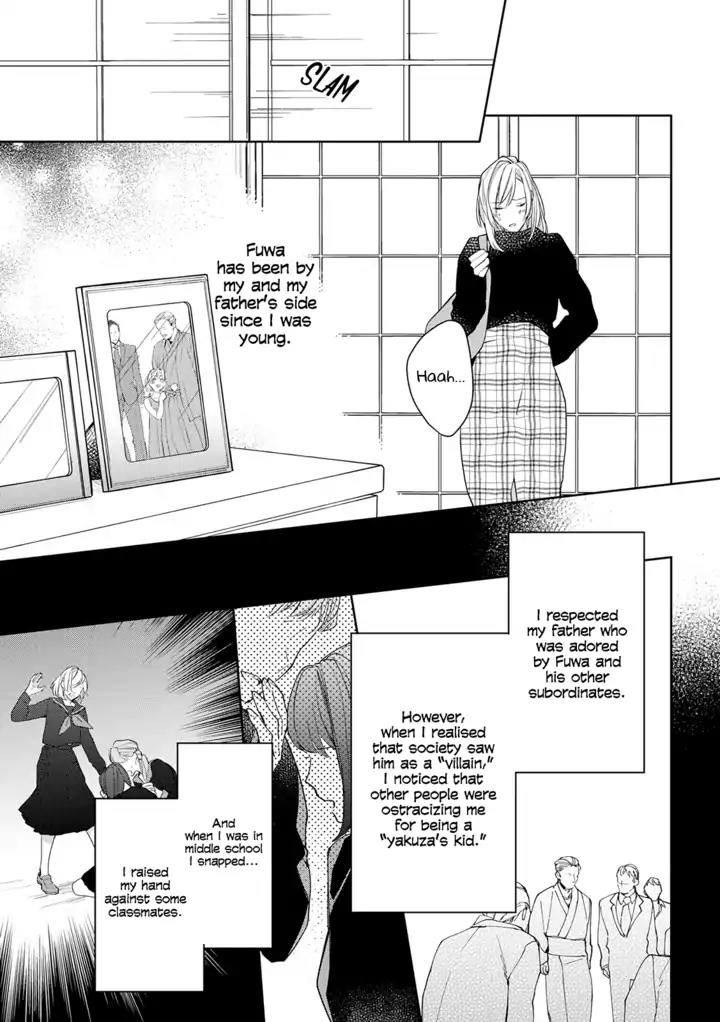 SLAM
Haah...
Fuwa
has been by
my and my
father's side
since I was
young.
I respected
my father who
was adored
by Fuwa and
his other
subordinates.
However,
when I realised
that society saw
him as a "villain,"
I noticed that
other people were
ostracizing me
for being a
"yakuza's kid."
And
when I was in
middle school
I snapped...
I raised
my hand
against some
classmates.